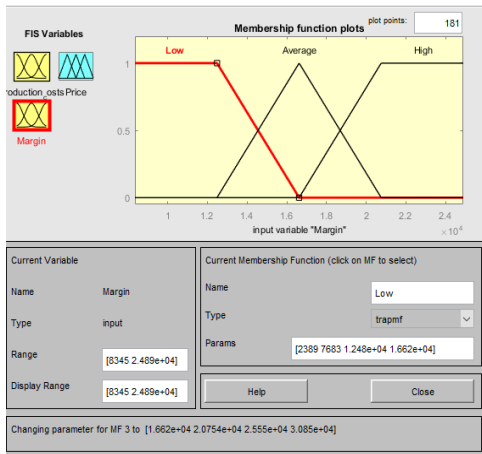 FIS Variables
Membership function plots
plot points:
181
Low
Average
High
roduction_osts Price
Margin
1
0.5
0
1
1.2
1.4
1.6
1.8
2
2.2
2.4
×10⁴
input variable "Margin"
Current Variable
Name
Margin
Type
input
Range
[8345 2.489e+04]
Display Range
[8345 2.489e+04]
Current Membership Function (click on MF to select)
Name
Low
Type
trapmf
Params
[2389 7683 1.248e+04 1.662e+04]
Help
Close
Changing parameter for MF 3 to [1.662e+04 2.0754e+04 2.555e+04 3.085e+04]